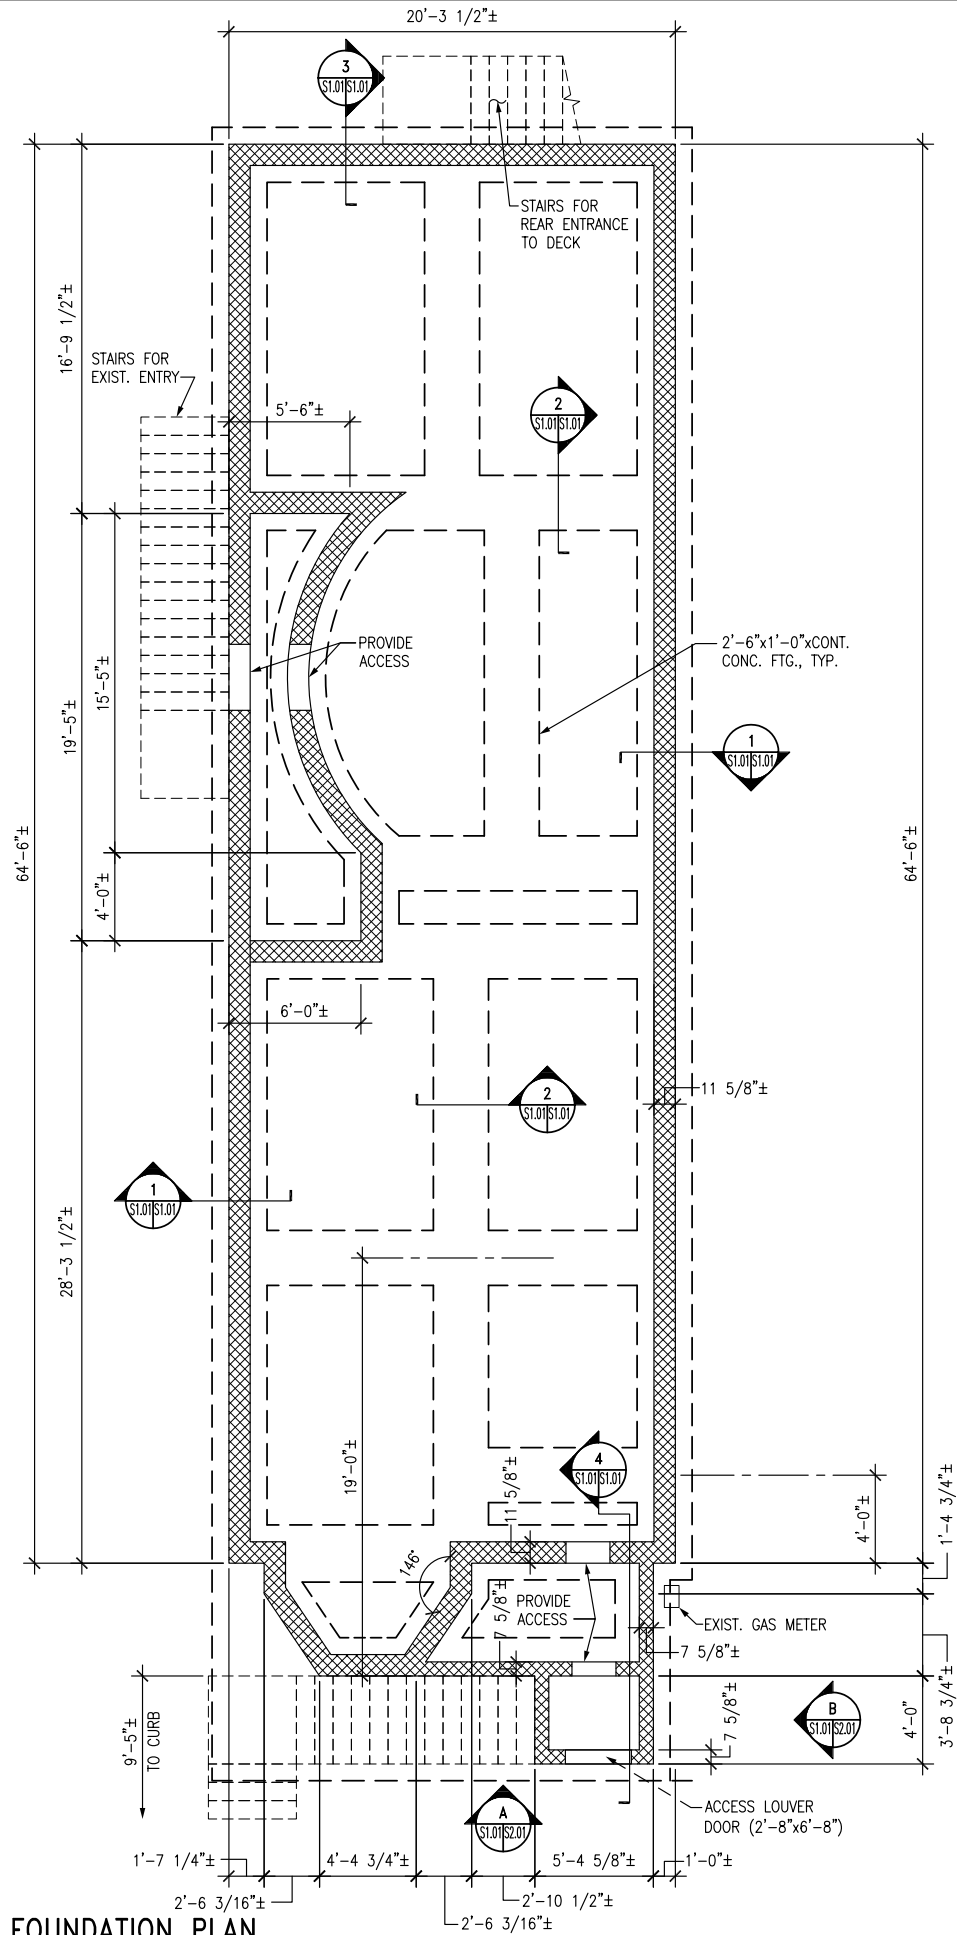 20'-3 1/2"±
3
S1.01 S1.01
STAIRS FOR
REAR ENTRANCE
TO DECK
16'-9 1/2"±
STAIRS FOR
EXIST. ENTRY
5'-6"±
2
S1.01 S1.01
PROVIDE
ACCESS
2'-6"x1'-0"xCONT.
CONC. FTG., TYP.
15'-5"±
19'-5"±
1
S1.01 S1.01
64'-6"±
64'-6"±
4'-0"±
6'-0"±
11 5/8"±
2
S1.01 S1.01
1
S1.01 S1.01
28'-3 1/2"±
19'-0"±
4
S1.01 S1.01
11 5/8"±
4'-0"±
1'-4 3/4"±
146°
7 5/8"±
PROVIDE
ACCESS
EXIST. GAS METER
7 5/8"±
9'-5"±
TO CURB
7 5/8"±
4'-0"
3'-8 3/4"±
B
S1.01 S2.01
A
S1.01 S2.01
ACCESS LOUVER
DOOR (2'-8"x6'-8")
1'-7 1/4"±
4'-4 3/4"±
5'-4 5/8"±
1'-0"±
2'-6 3/16"±
2'-10 1/2"±
2'-6 3/16"±
FOUNDATION PLAN